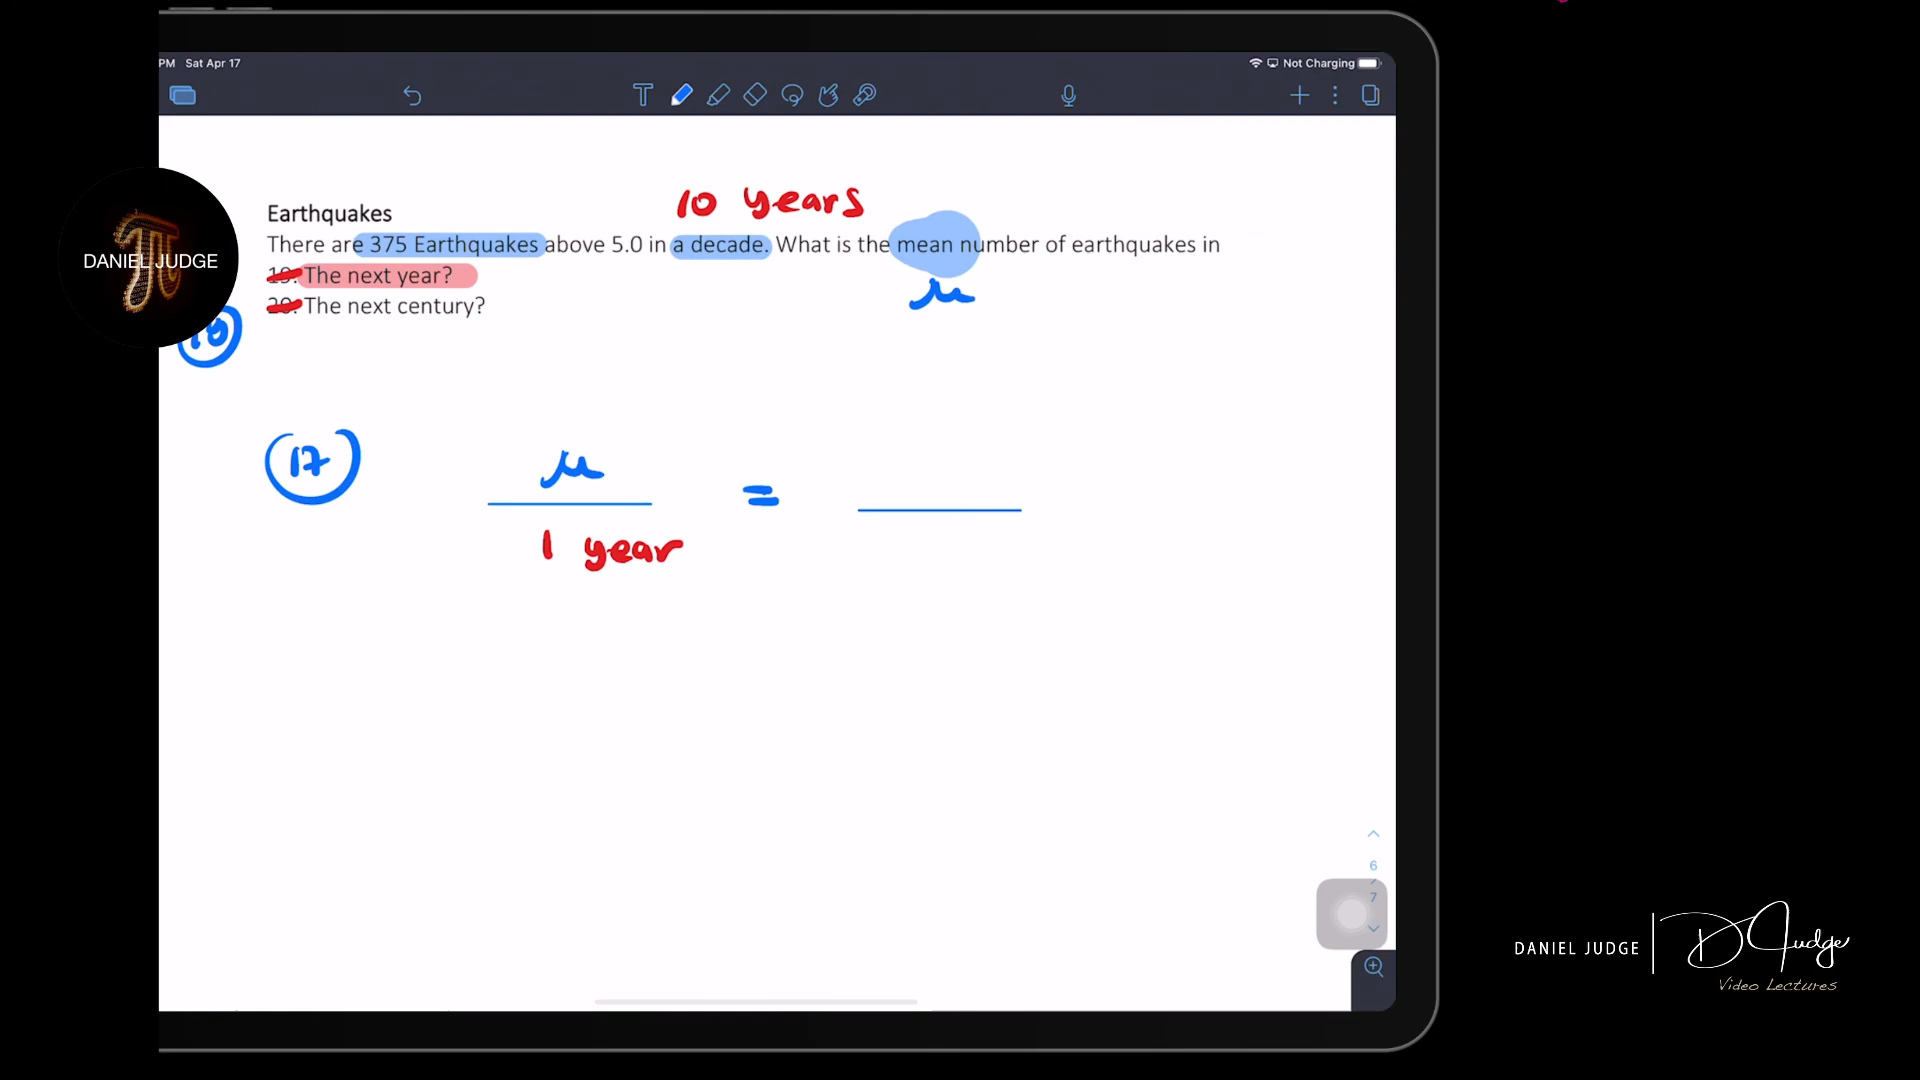 PM Sat Apr 17
Not Charging
10 years
Earthquakes
There are 375 Earthquakes above 5.0 in a decade. What is the mean number of earthquakes in
19. The next year?
20. The next century?
μ
DANIEL JUDGE
18
17
μ
=
1 year
6
/
7
DANIEL JUDGE
DJudge
Video Lectures